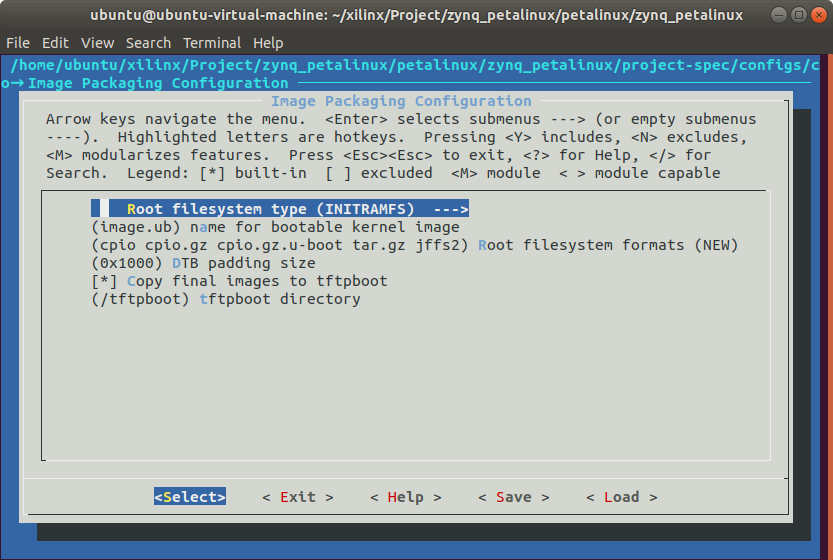 ubuntu@ubuntu-virtual-machine: ~/xilinx/Project/zynq_petalinux/petalinux/zynq_petalinux
File Edit View Search Terminal Help
/home/ubuntu/xilinx/Project/zynq_petalinux/petalinux/zynq_petalinux/project-spec/configs/c
o→Image Packaging Configuration
Image Packaging Configuration
Arrow keys navigate the menu. <Enter> selects submenus ---> (or empty submenus
----). Highlighted letters are hotkeys. Pressing <Y> includes, <N> excludes,
<M> modularizes features. Press <Esc><Esc> to exit, <?> for Help, </> for
Search. Legend: [*] built-in [ ] excluded <M> module < > module capable
Root filesystem type (INITRAMFS) --->
(image.ub) name for bootable kernel image
(cpio cpio.gz cpio.gz.u-boot tar.gz jffs2) Root filesystem formats (NEW)
(0x1000) DTB padding size
[*] Copy final images to tftpboot
(/tftpboot) tftpboot directory
<Select> < Exit > < Help > < Save > < Load >